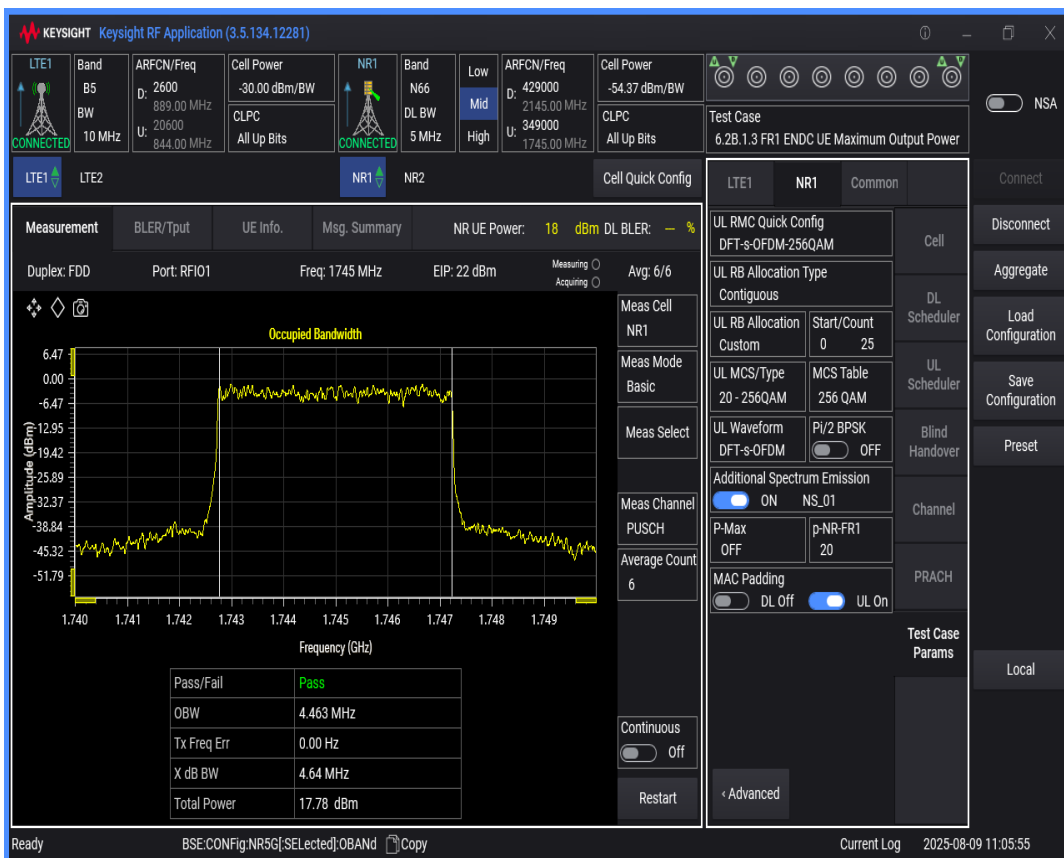 KEYSIGHT Keysight RF Application (3.5.134.12281)
LTE1
CONNECTED
Band
B5
BW
10 MHz
ARFCN/Freq
D: 2600
889.00 MHz
U: 20600
844.00 MHz
Cell Power
-30.00 dBm/BW
CLPC
All Up Bits
NR1
CONNECTED
Band
N66
DL BW
5 MHz
Low
Mid
High
ARFCN/Freq
D: 429000
2145.00 MHz
U: 349000
1745.00 MHz
Cell Power
-54.37 dBm/BW
CLPC
All Up Bits
Test Case
6.2B.1.3 FR1 ENDC UE Maximum Output Power
NSA
LTE1 LTE2
NR1 NR2
Cell Quick Config
Measurement BLER/Tput UE Info. Msg. Summary NR UE Power: 18 dBm DL BLER: -- %
Duplex: FDD Port: RFIO1 Freq: 1745 MHz EIP: 22 dBm Measuring Avg: 6/6
Acquiring
Occupied Bandwidth
Amplitude (dBm)
6.47
0.00
-6.47
-12.95
-19.42
-25.89
-32.37
-38.84
-45.32
-51.79
1.740 1.741 1.742 1.743 1.744 1.745 1.746 1.747 1.748 1.749
Frequency (GHz)
Pass/Fail Pass
OBW 4.463 MHz
Tx Freq Err 0.00 Hz
X dB BW 4.64 MHz
Total Power 17.78 dBm
Meas Cell
NR1
Meas Mode
Basic
Meas Select
Meas Channel
PUSCH
Average Count
6
Continuous
Off
Restart
LTE1 NR1 Common
UL RMC Quick Config
DFT-s-OFDM-256QAM
UL RB Allocation Type
Contiguous
UL RB Allocation
Custom
Start/Count
0 25
UL MCS/Type
20 - 256QAM
MCS Table
256 QAM
UL Waveform
DFT-s-OFDM
Pi/2 BPSK
OFF
Additional Spectrum Emission
ON NS_01
P-Max
OFF
p-NR-FR1
20
MAC Padding
DL Off UL On
‹ Advanced
Cell
DL
Scheduler
UL
Scheduler
Blind
Handover
Channel
PRACH
Test Case
Params
Connect
Disconnect
Aggregate
Load
Configuration
Save
Configuration
Preset
Local
Ready BSE:CONFig:NR5G[:SELected]:OBANd Copy Current Log 2025-08-09 11:05:55